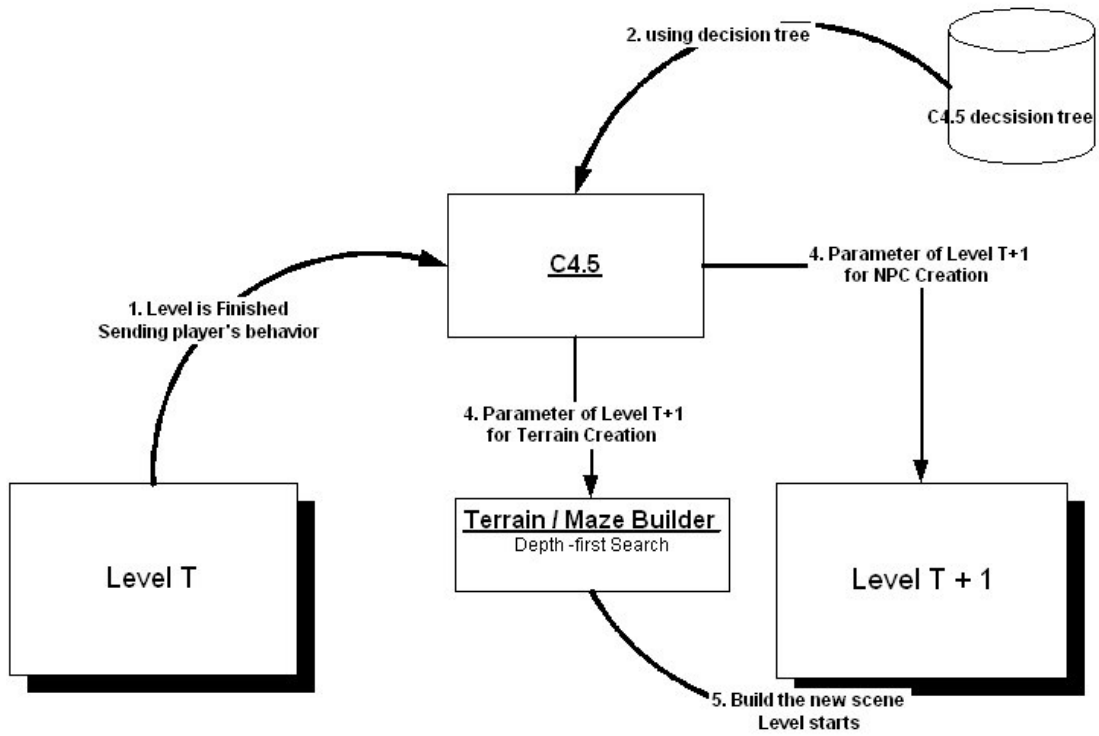 2. using decision tree
C4.5 decsision tree
C4.5
4. Parameter of Level T+1
for NPC Creation
1. Level is Finished
Sending player's behavior
4. Parameter of Level T+1
for Terrain Creation
Level T
Terrain / Maze Builder
Depth -first Search
Level T + 1
5. Build the new scene
Level starts